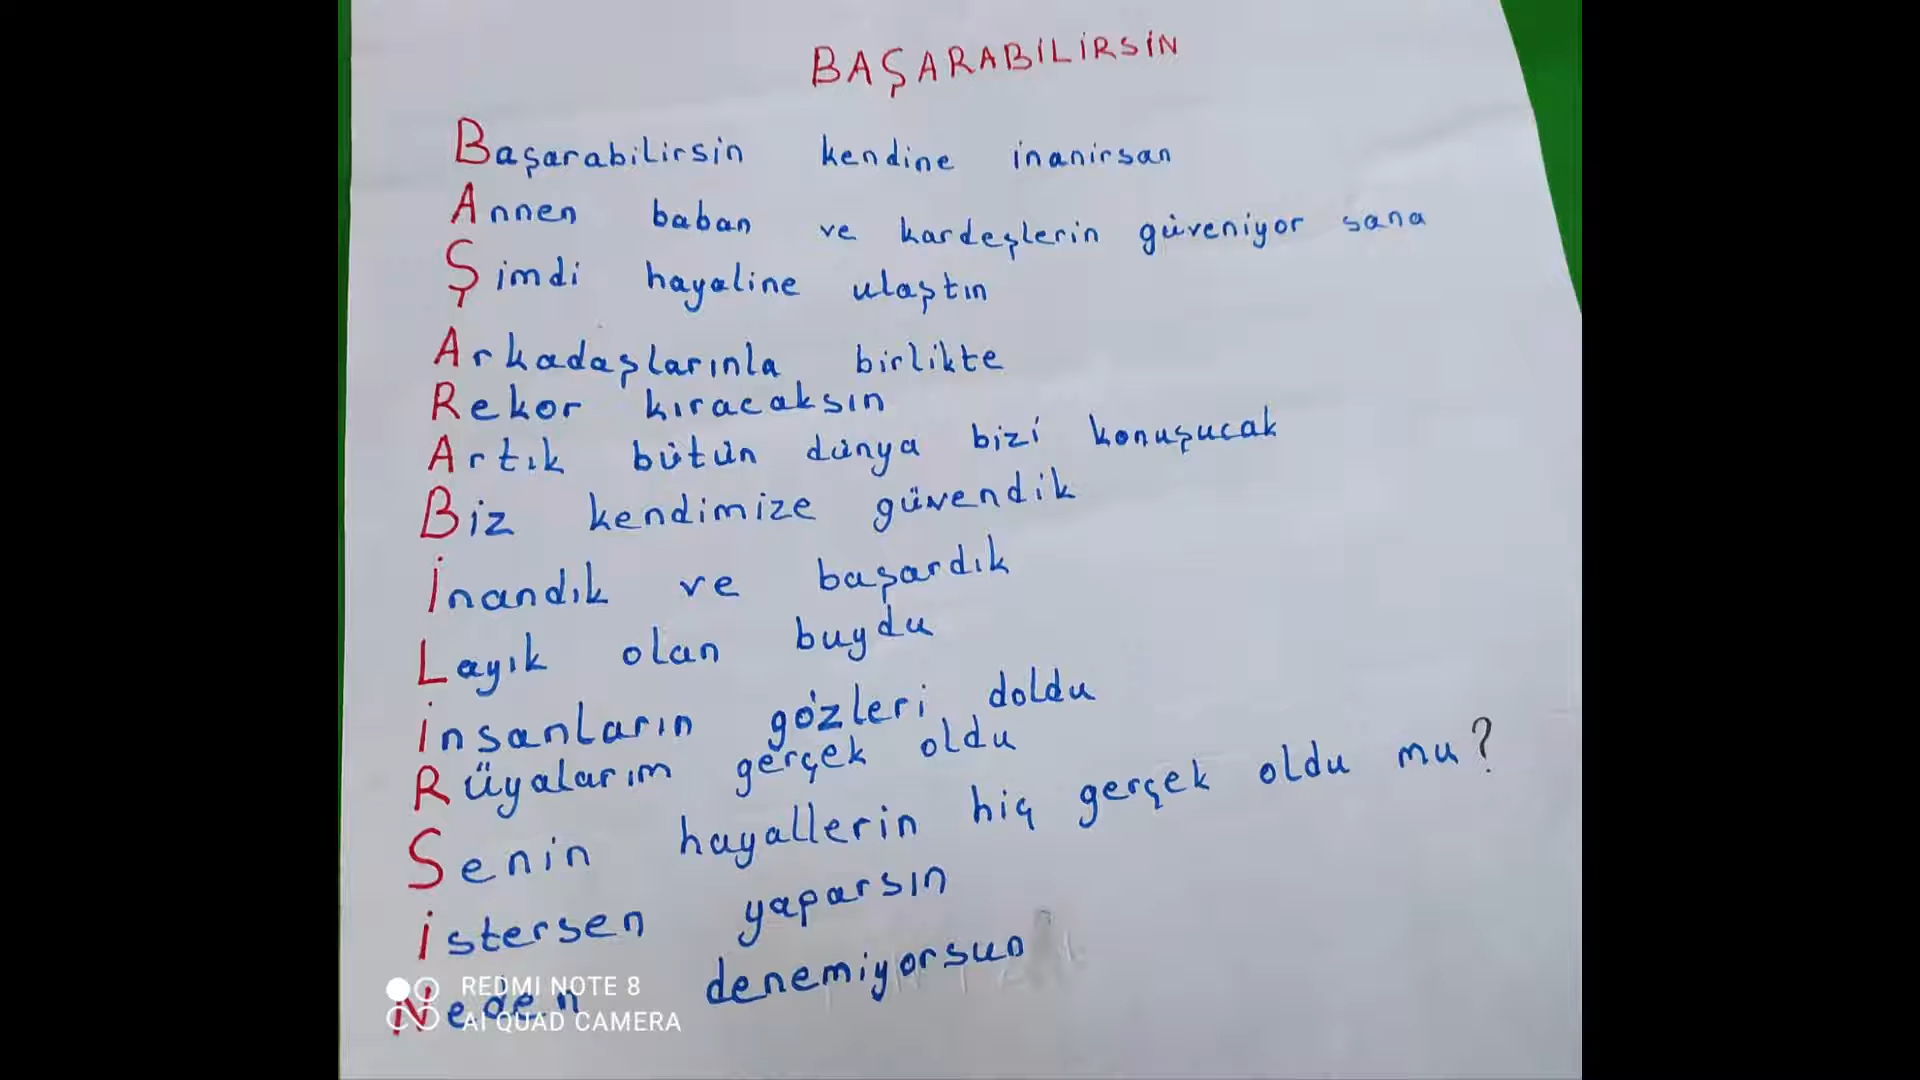 BAŞARABİLİRSİN
Başarabilirsin kendine inanirsan
Annen baban ve kardeşlerin güveniyor sana
Şimdi hayaline ulaştın
Arkadaşlarınla birlikte
Rekor kıracaksın
Artık bütün dünya bizi konuşucak
Biz kendimize güvendik
İnandık ve başardık
Layık olan buydu
İnsanların gözleri doldu
Rüyalarım gerçek oldu
Senin hayallerin hiç gerçek oldu mu?
İstersen yaparsın
Neden denemiyorsun
REDMI NOTE 8
AI QUAD CAMERA